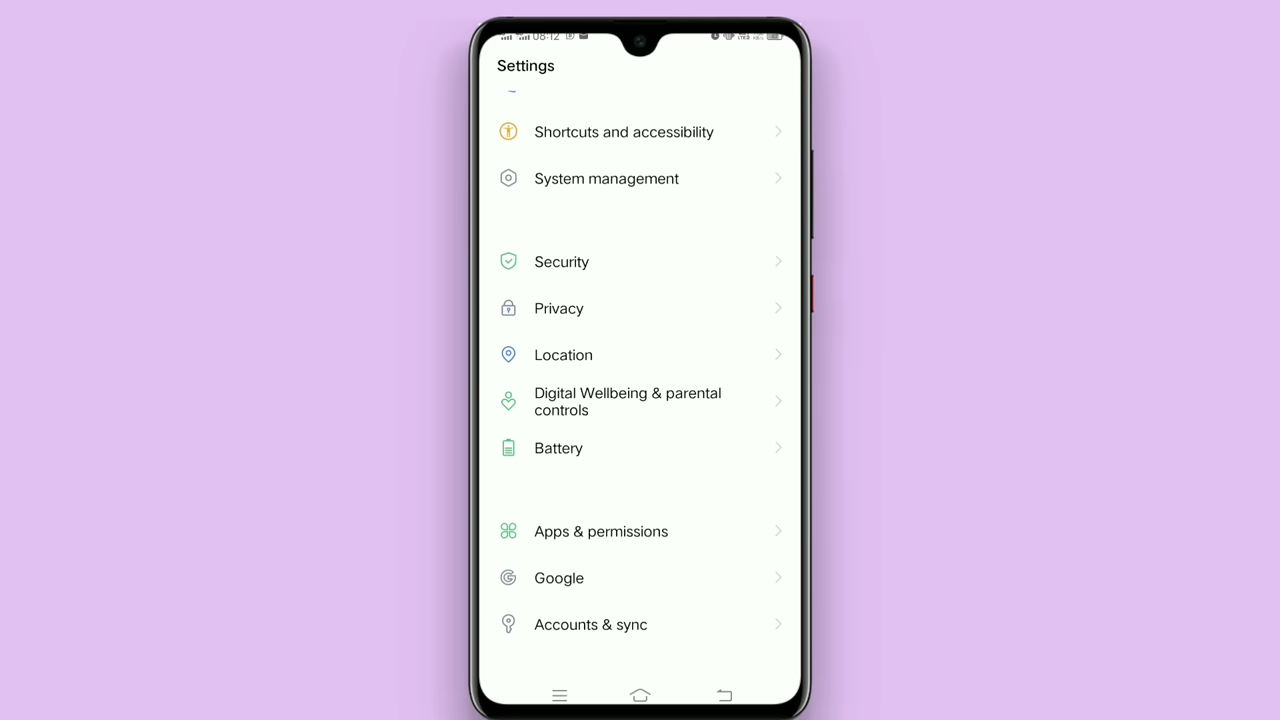 08:12
Settings
Shortcuts and accessibility
System management
Security
Privacy
Location
Digital Wellbeing & parental
controls
Battery
Apps & permissions
Google
Accounts & sync